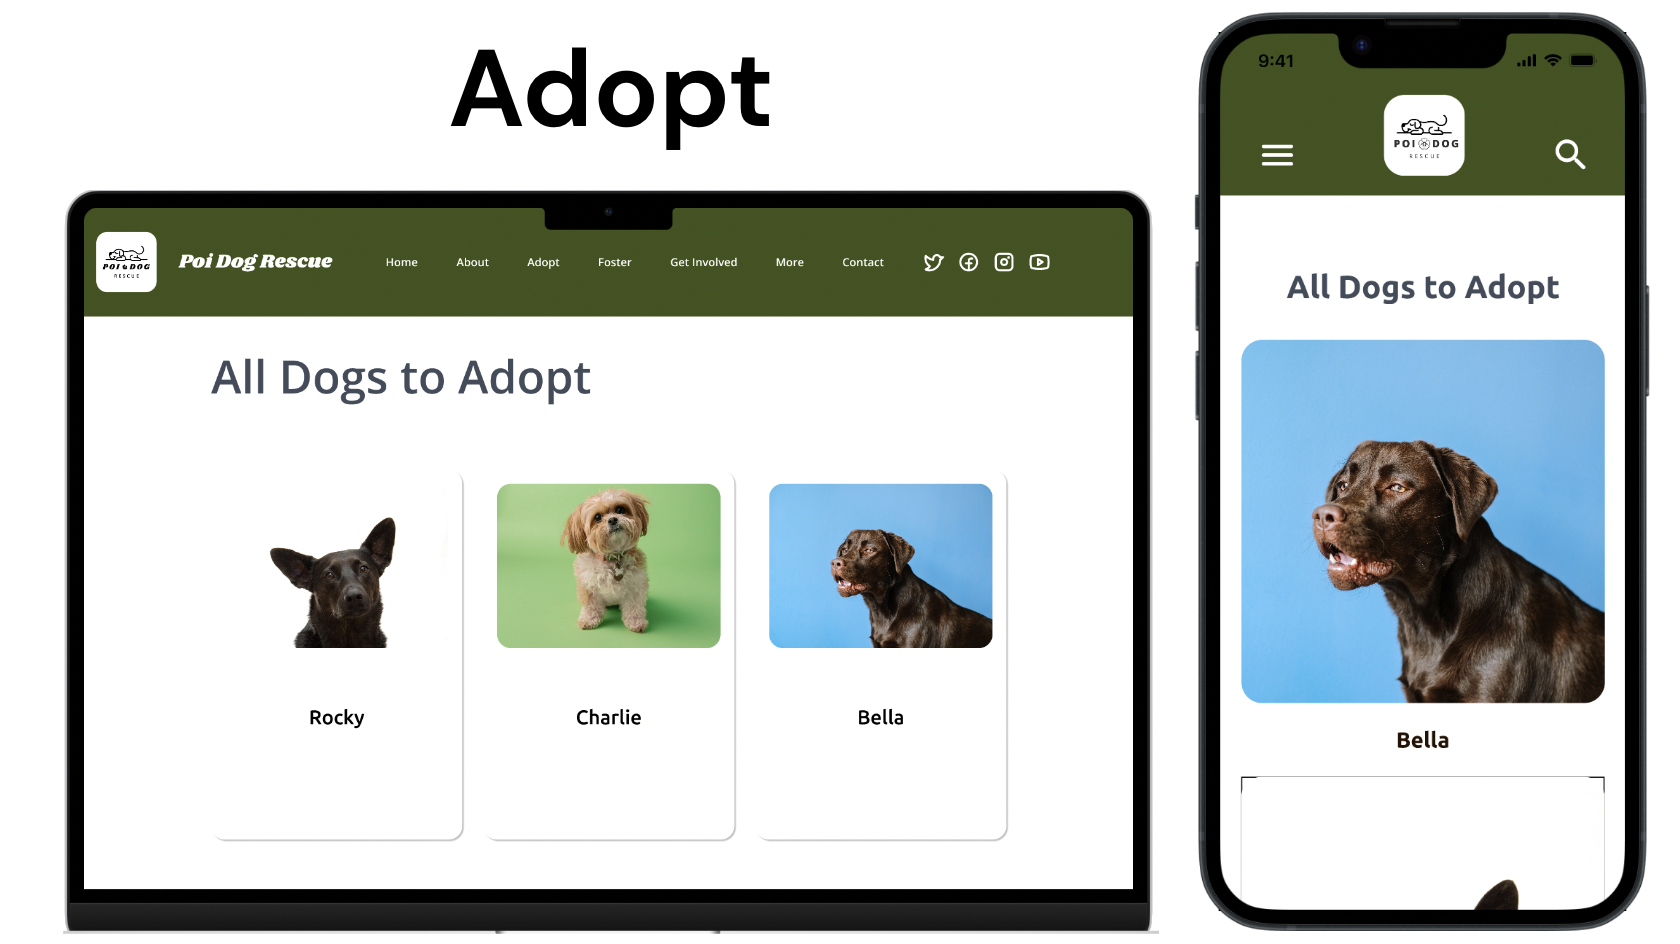 Adopt
POI DOG
RESCUE
Poi Dog Rescue
Home
About
Adopt
Foster
Get Involved
More
Contact
All Dogs to Adopt
Rocky
Charlie
Bella
9:41
POI DOG
RESCUE
All Dogs to Adopt
Bella